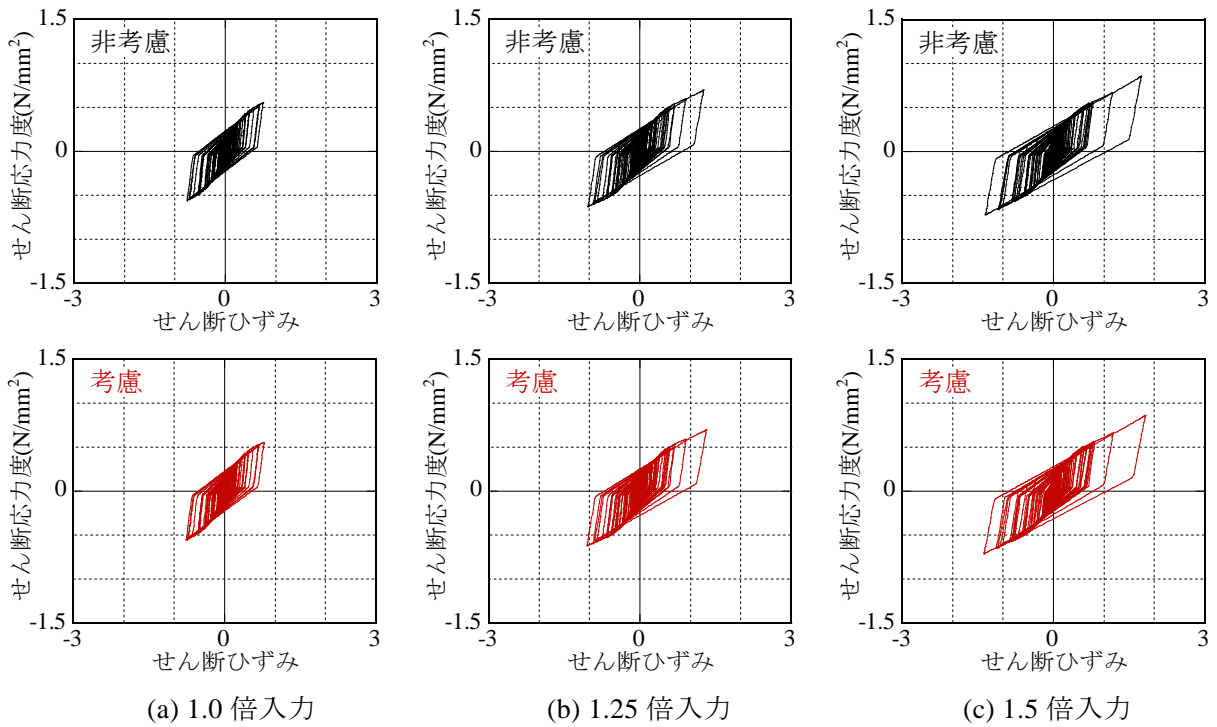 1.5
非考慮
せん断応力度(N/mm²)
0
-1.5
-3
0
3
せん断ひずみ
1.5
非考慮
せん断応力度(N/mm²)
0
-1.5
-3
0
3
せん断ひずみ
1.5
非考慮
せん断応力度(N/mm²)
0
-1.5
-3
0
3
せん断ひずみ
1.5
考慮
せん断応力度(N/mm²)
0
-1.5
-3
0
3
せん断ひずみ
1.5
考慮
せん断応力度(N/mm²)
0
-1.5
-3
0
3
せん断ひずみ
1.5
考慮
せん断応力度(N/mm²)
0
-1.5
-3
0
3
せん断ひずみ
(a) 1.0 倍入力
(b) 1.25 倍入力
(c) 1.5 倍入力